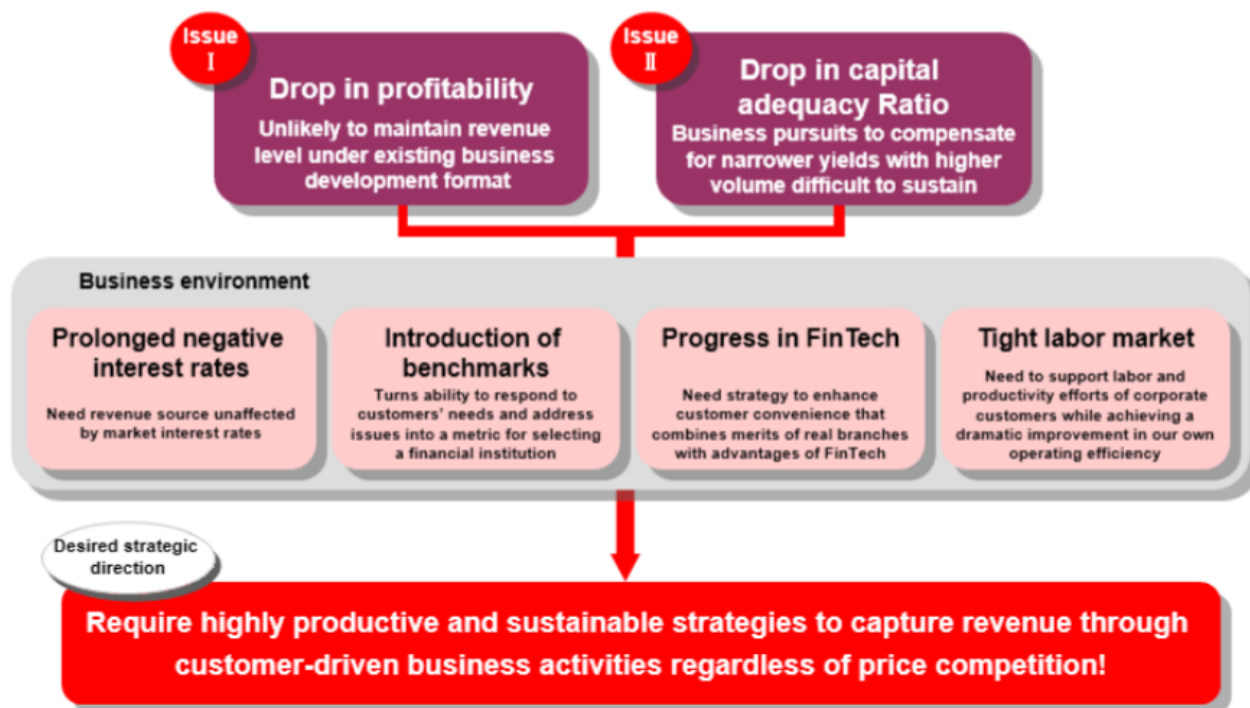 Issue
Ⅰ
Drop in profitability
Unlikely to maintain revenue
level under existing business
development format
Issue
Ⅱ
Drop in capital
adequacy Ratio
Business pursuits to compensate
for narrower yields with higher
volume difficult to sustain
Business environment
Prolonged negative
interest rates
Need revenue source unaffected
by market interest rates
Introduction of
benchmarks
Turns ability to respond to
customers' needs and address
issues into a metric for selecting
a financial institution
Progress in FinTech
Need strategy to enhance
customer convenience that
combines merits of real branches
with advantages of FinTech
Tight labor market
Need to support labor and
productivity efforts of corporate
customers while achieving a
dramatic improvement in our own
operating efficiency
Desired strategic
direction
Require highly productive and sustainable strategies to capture revenue through
customer-driven business activities regardless of price competition!